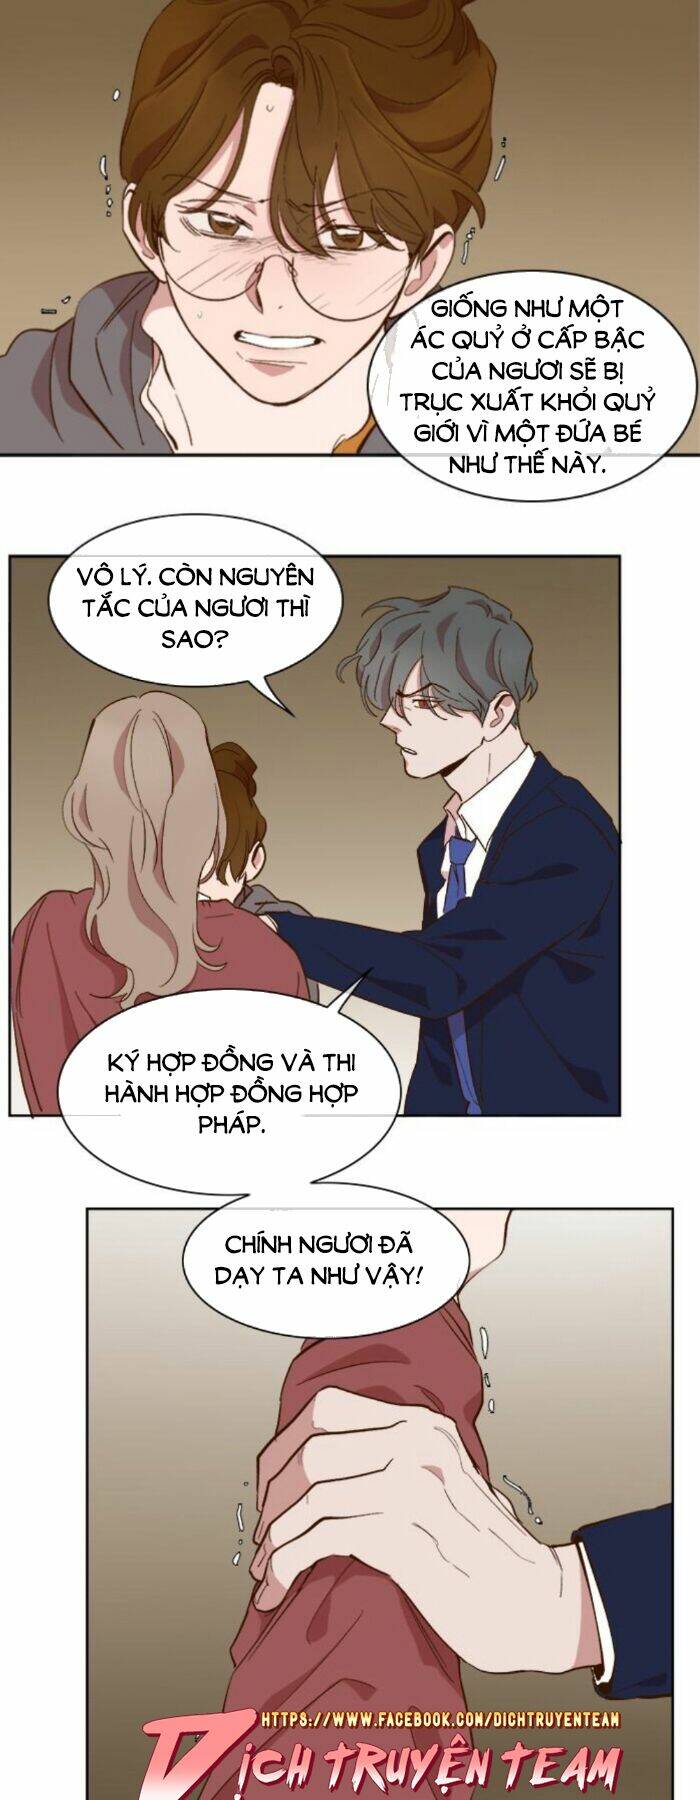 GIỐNG NHƯ MỘT
ÁC QUỶ Ở CẤP BẬC
CỦA NGƯƠI SẼ BỊ
TRỤC XUẤT KHỎI QUỶ
GIỚI VÌ MỘT ĐỨA BÉ
NHƯ THẾ NÀY.
VÔ LÝ. CÒN NGUYÊN
TẮC CỦA NGƯƠI THÌ
SAO?
KÝ HỢP ĐỒNG VÀ THI
HÀNH HỢP ĐỒNG HỢP
PHÁP.
CHÍNH NGƯƠI ĐÃ
DẠY TA NHƯ VẬY!
HTTPS://WWW.FACEBOOK.COM/DICHTRUYENTEAM
DỊCH TRUYỆN TEAM